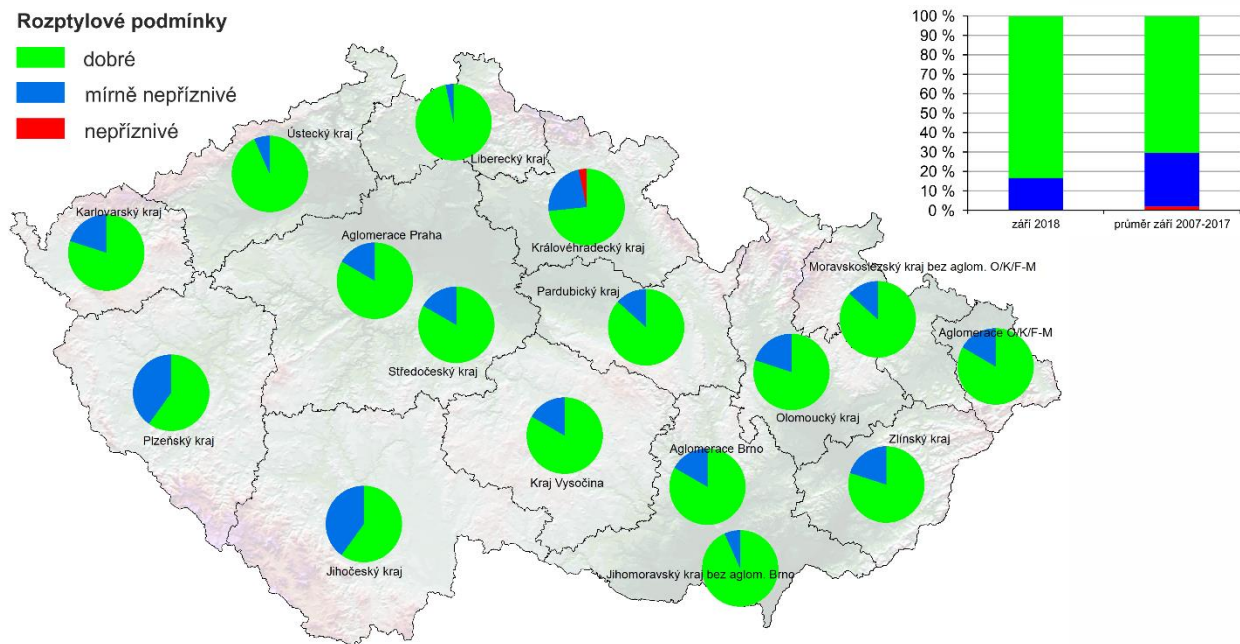 Rozptylové podmínky
dobré
mírně nepříznivé
nepříznivé
100 %
90 %
80 %
70 %
60 %
50 %
40 %
30 %
20 %
10 %
0 %
září 2018
průměr září 2007-2017
Ústecký kraj
Liberecký kraj
Karlovarský kraj
Aglomerace Praha
Královéhradecký kraj
Moravskoslezský kraj bez aglom. O/K/F-M
Pardubický kraj
Aglomerace O/K/F-M
Středočeský kraj
Olomoucký kraj
Plzeňský kraj
Zlínský kraj
Aglomerace Brno
Kraj Vysočina
Jihočeský kraj
Jihomoravský kraj bez aglom. Brno